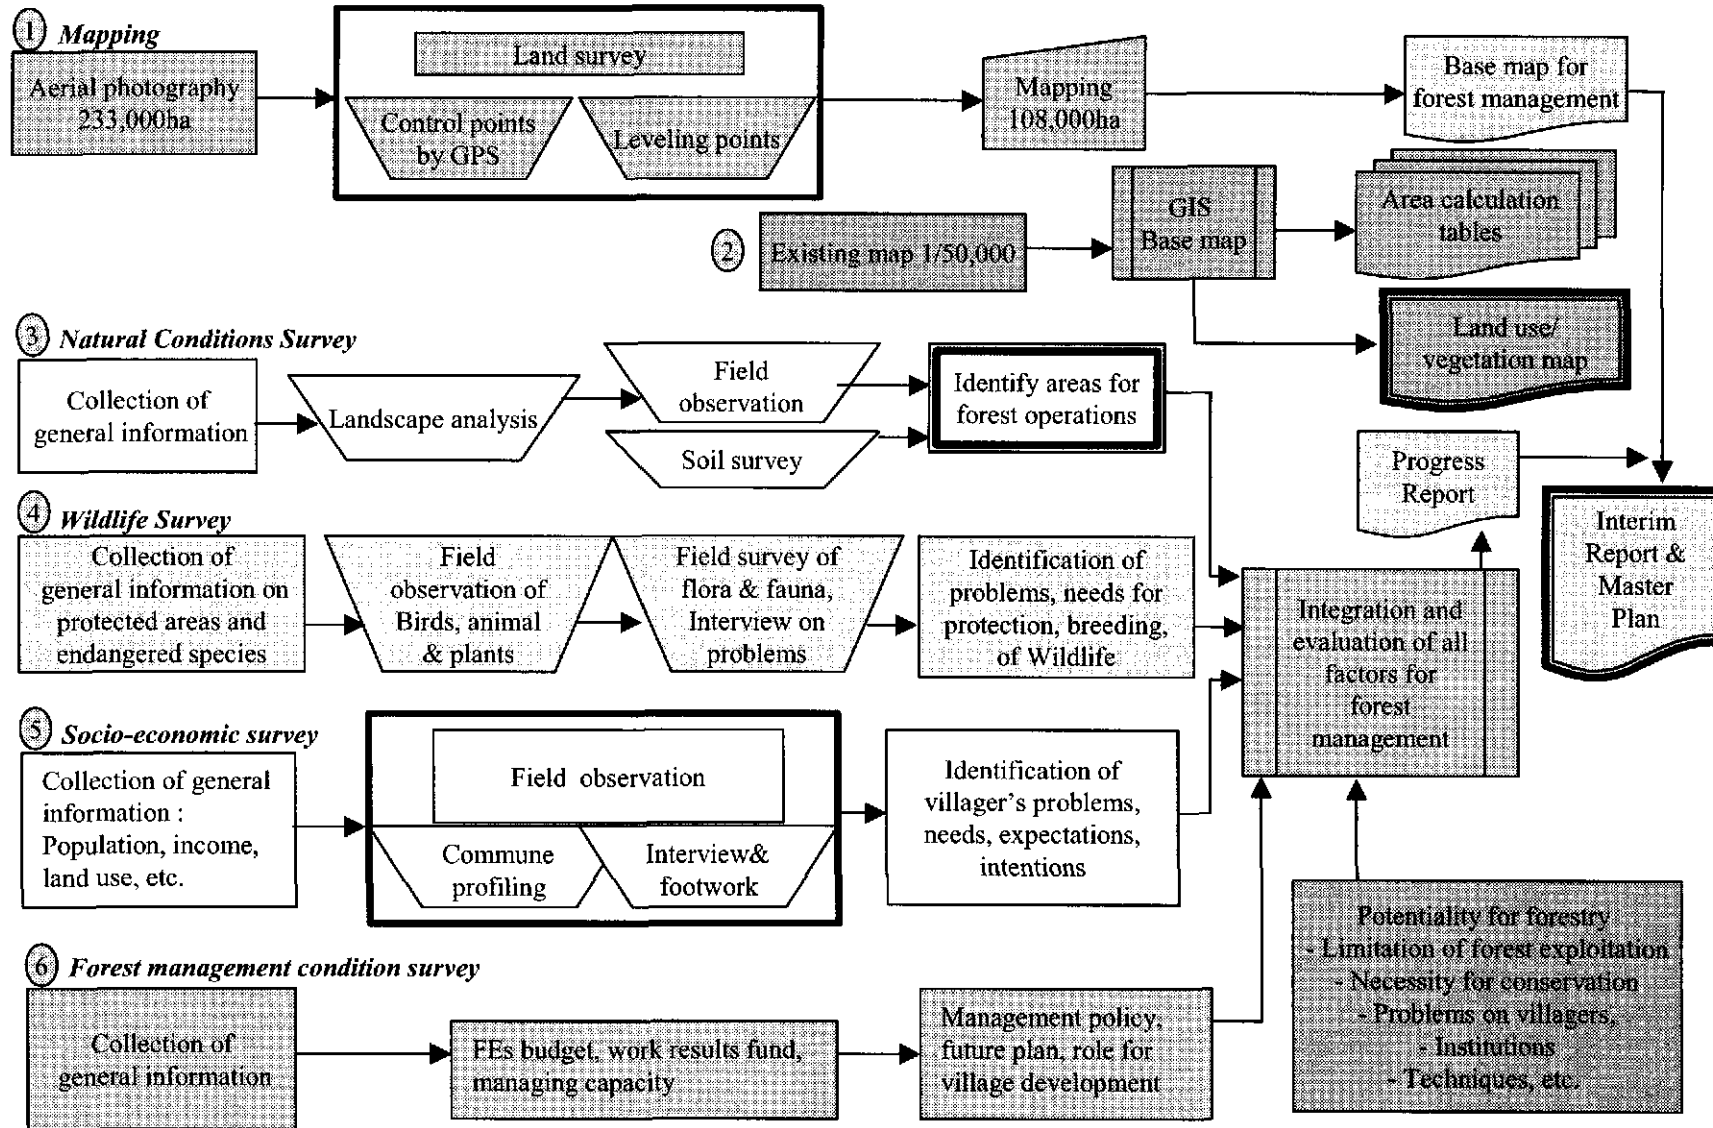 1 Mapping
Aerial photography
233,000ha
Land survey
Control points
by GPS
Leveling points
Mapping
108,000ha
Base map for
forest management
2
Existing map 1/50,000
GIS
Base map
Area calculation
tables
Land use/
vegetation map
3 Natural Conditions Survey
Collection of
general information
Landscape analysis
Field
observation
Soil survey
Identify areas for
forest operations
Progress
Report
Interim
Report &
Master
Plan
4 Wildlife Survey
Collection of
general information on
protected areas and
endangered species
Field
observation of
Birds, animal
& plants
Field survey of
flora & fauna,
Interview on
problems
Identification of
problems, needs for
protection, breeding,
of Wildlife
Integration and
evaluation of all
factors for
forest
management
5 Socio-economic survey
Collection of general
information :
Population, income,
land use, etc.
Field observation
Commune
profiling
Interview&
footwork
Identification of
villager's problems,
needs, expectations,
intentions
Potentiality for forestry
- Limitation of forest exploitation
- Necessity for conservation
- Problems on villagers,
- Institutions
- Techniques, etc.
6 Forest management condition survey
Collection of
general information
FEs budget, work results fund,
managing capacity
Management policy,
future plan, role for
village development